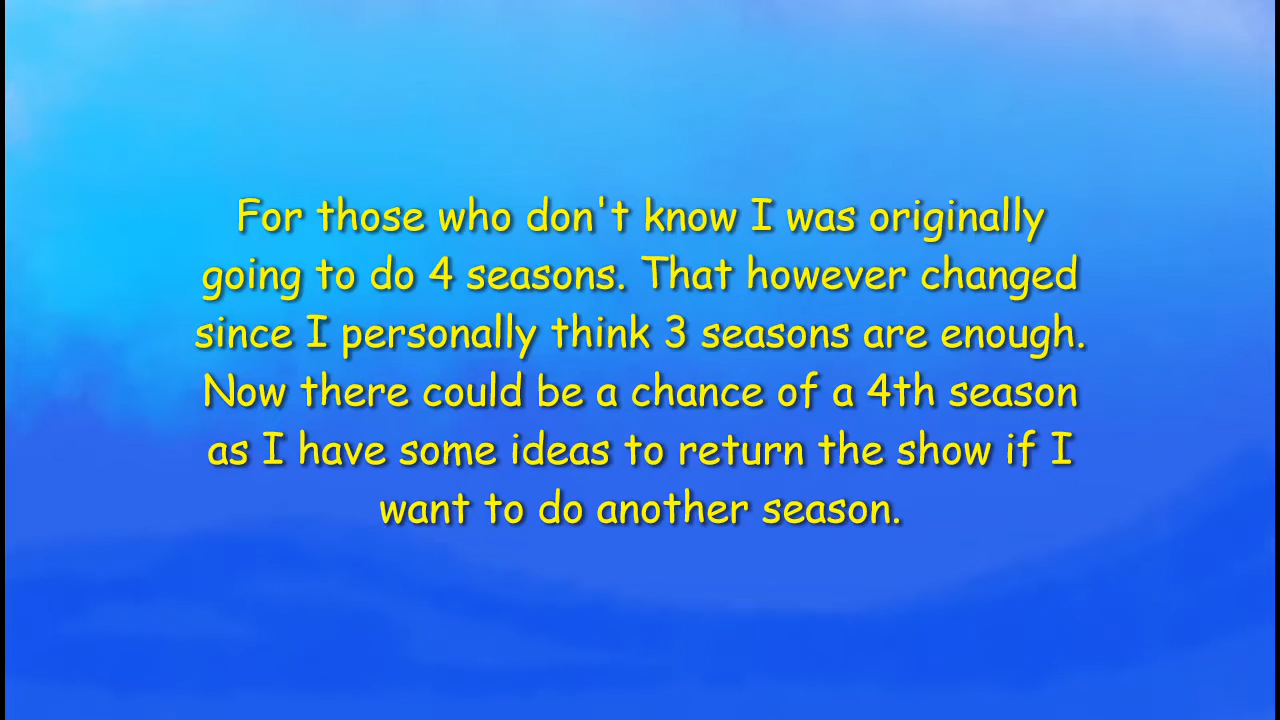 For those who don't know I was originally
going to do 4 seasons. That however changed
since I personally think 3 seasons are enough.
Now there could be a chance of a 4th season
as I have some ideas to return the show if I
want to do another season.